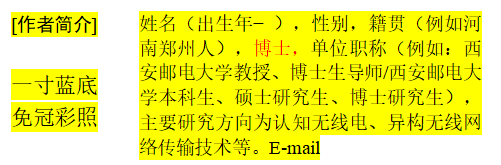 [作者简介]
一寸蓝底
免冠彩照
姓名（出生年− ），性别，籍贯（例如河
南郑州人），博士，单位职称（例如：西
安邮电大学教授、博士生导师/西安邮电大
学本科生、硕士研究生、博士研究生），
主要研究方向为认知无线电、异构无线网
络传输技术等。E-mail